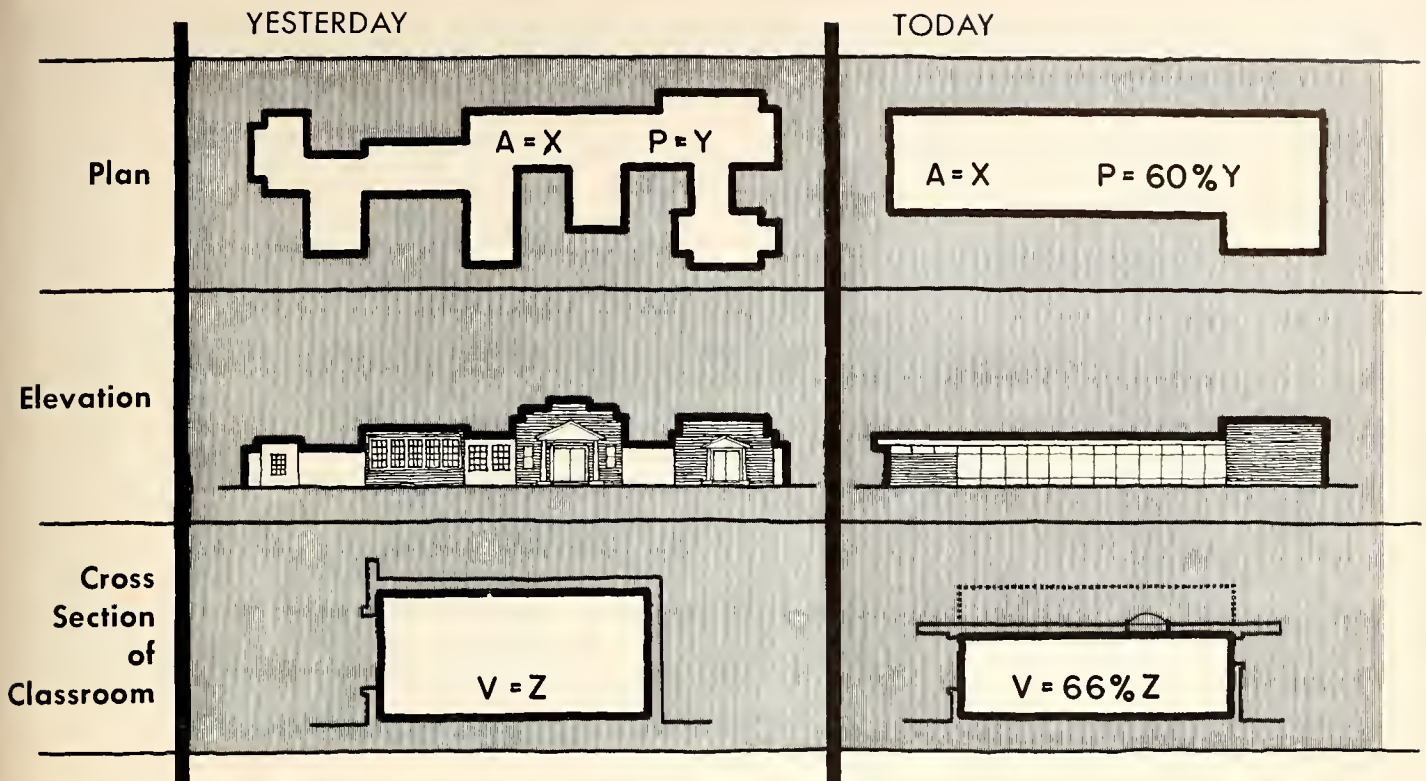 YESTERDAY
TODAY
Plan
A = X
P = Y
A = X
P = 60% Y
Elevation
Cross
Section
of
Classroom
V = Z
V = 66% Z